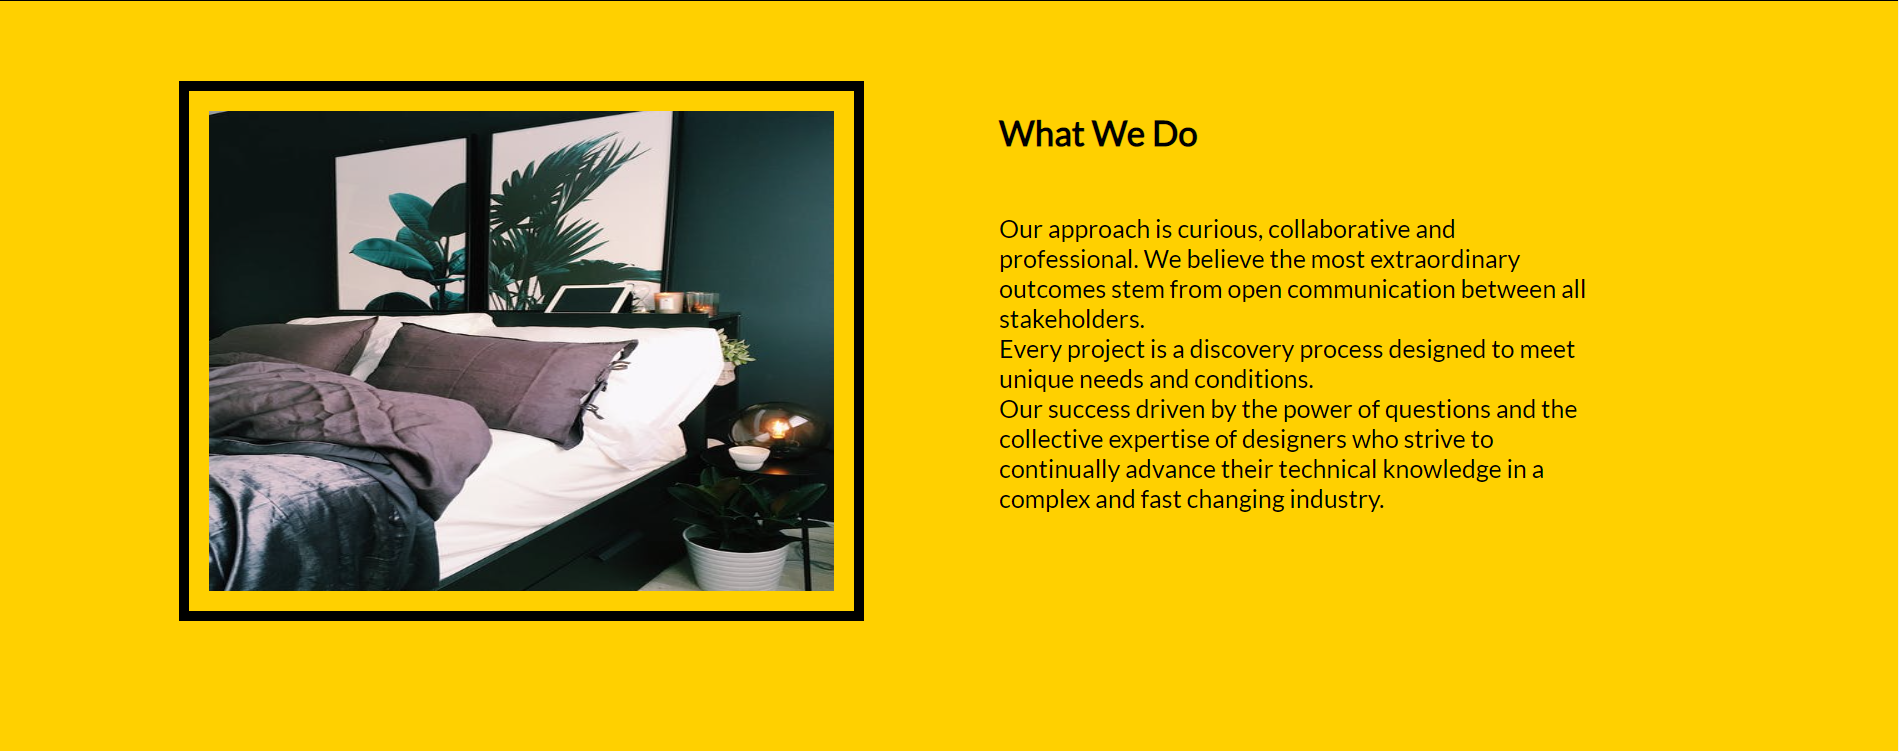 What We Do
Our approach is curious, collaborative and
professional. We believe the most extraordinary
outcomes stem from open communication between all
stakeholders.
Every project is a discovery process designed to meet
unique needs and conditions.
Our success driven by the power of questions and the
collective expertise of designers who strive to
continually advance their technical knowledge in a
complex and fast changing industry.